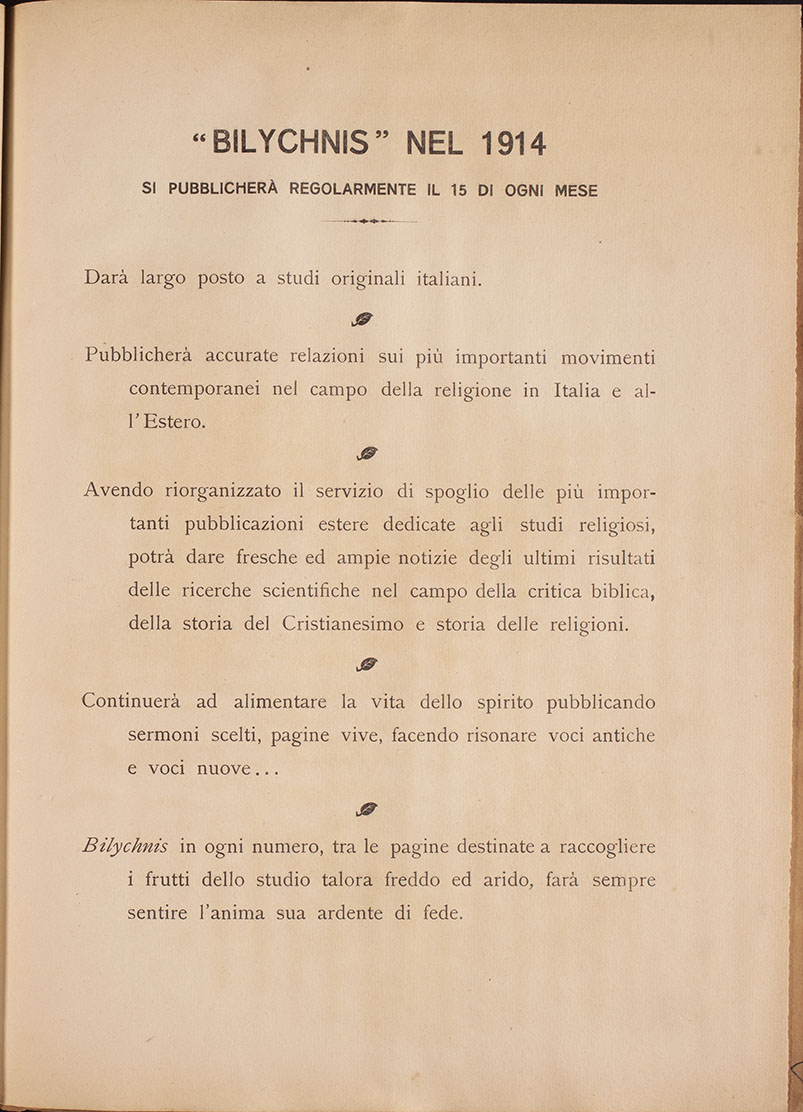 “BILYCHNIS” NEL 1914
SI PUBBLICHERÀ REGOLARMENTE IL 15 DI OGNI MESE
Darà largo posto a studi originali italiani.
Pubblicherà accurate relazioni sui più importanti movimenti
contemporanei nel campo della religione in Italia e al-
l'Estero.
Avendo riorganizzato il servizio di spoglio delle più impor-
tanti pubblicazioni estere dedicate agli studi religiosi,
potrà dare fresche ed ampie notizie degli ultimi risultati
delle ricerche scientifiche nel campo della critica biblica,
della storia del Cristianesimo e storia delle religioni.
Continuerà ad alimentare la vita dello spirito pubblicando
sermoni scelti, pagine vive, facendo risonare voci antiche
e voci nuove...
Bilychnis in ogni numero, tra le pagine destinate a raccogliere
i frutti dello studio talora freddo ed arido, farà sempre
sentire l'anima sua ardente di fede.